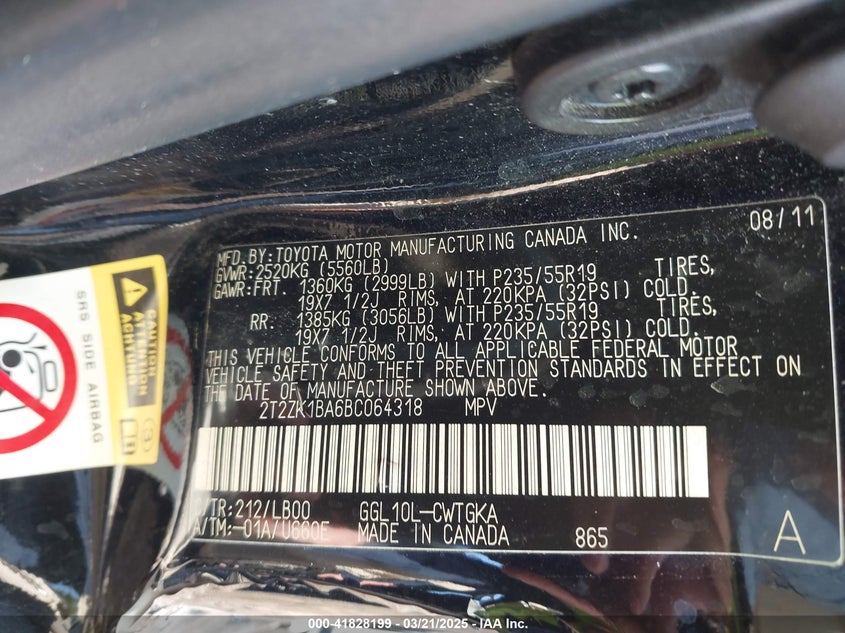 08/11
MFD.BY:TOYOTA MOTOR MANUFACTURING CANADA INC.
GVWR:2520KG (5560LB)
GAWR:FRT. 1360KG (2999LB) WITH P235/55R19 TIRES,
19X7 1/2J RIMS, AT 220KPA (32PSI) COLD.
RR. 1385KG (3056LB) WITH P235/55R19 TIRES,
19X7 1/2J RIMS, AT 220KPA (32PSI) COLD.
THIS VEHICLE CONFORMS TO ALL APPLICABLE FEDERAL MOTOR
VEHICLE SAFETY AND THEFT PREVENTION STANDARDS IN EFFECT ON
THE DATE OF MANUFACTURE SHOWN ABOVE.
2T2ZK1BA6BC064318 MPV
/TR:212/LB00 GGL10L-CWTGKA
A/TM:-01A/U660E MADE IN CANADA 865 A
ATTENTION
ACHTUNG
SRS SIDE AIRBAG
000-41828199 — 03/21/2025 - IAA Inc.